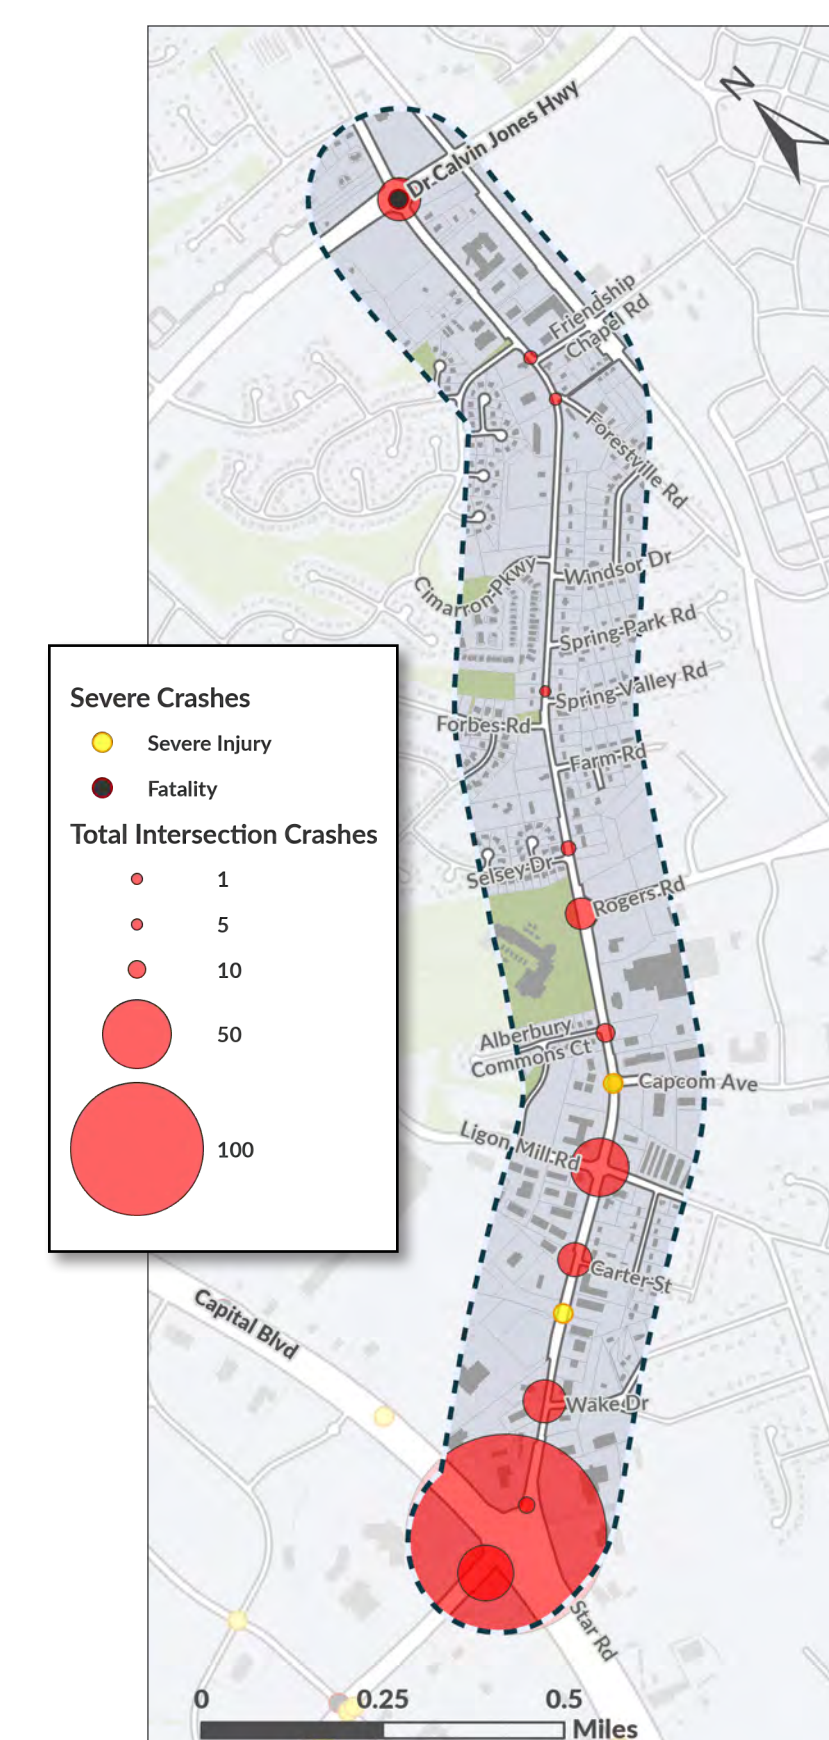 N
Dr Calvin Jones Hwy
Friendship
Chapel Rd
Forestville Rd
Cimarron Pkwy
Windsor Dr
Spring Park Rd
Spring Valley Rd
Forbes Rd
Farm Rd
Selsey Dr
Rogers Rd
Alberbury
Commons Ct
Capcom Ave
Ligon Mill Rd
Carter St
Wake Dr
Capital Blvd
Star Rd
Severe Crashes
Severe Injury
Fatality
Total Intersection Crashes
1
5
10
50
100
0 0.25 0.5
Miles